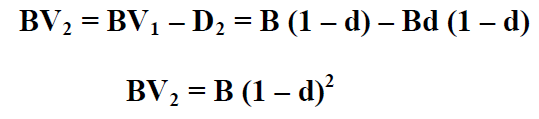 BV₂ = BV₁ – D₂ = B (1 – d) – Bd (1 – d)
BV₂ = B (1 – d)²